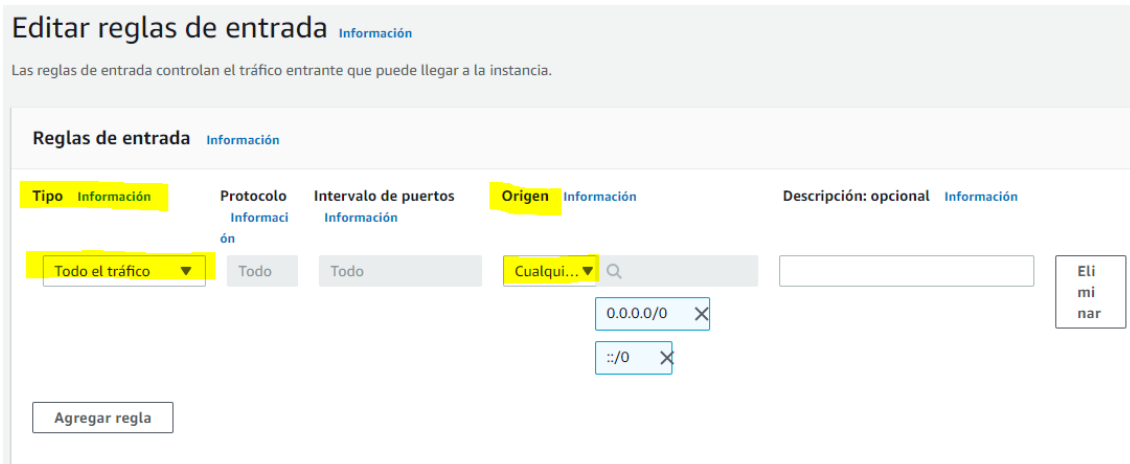 Editar reglas de entrada Información
Las reglas de entrada controlan el tráfico entrante que puede llegar a la instancia.
Reglas de entrada Información
Tipo Información
Protocolo
Informaci
ón
Intervalo de puertos
Información
Origen Información
Descripción: opcional Información
Todo el tráfico
Todo
Todo
Cualqui...
0.0.0.0/0
::/0
Eli
mi
nar
Agregar regla